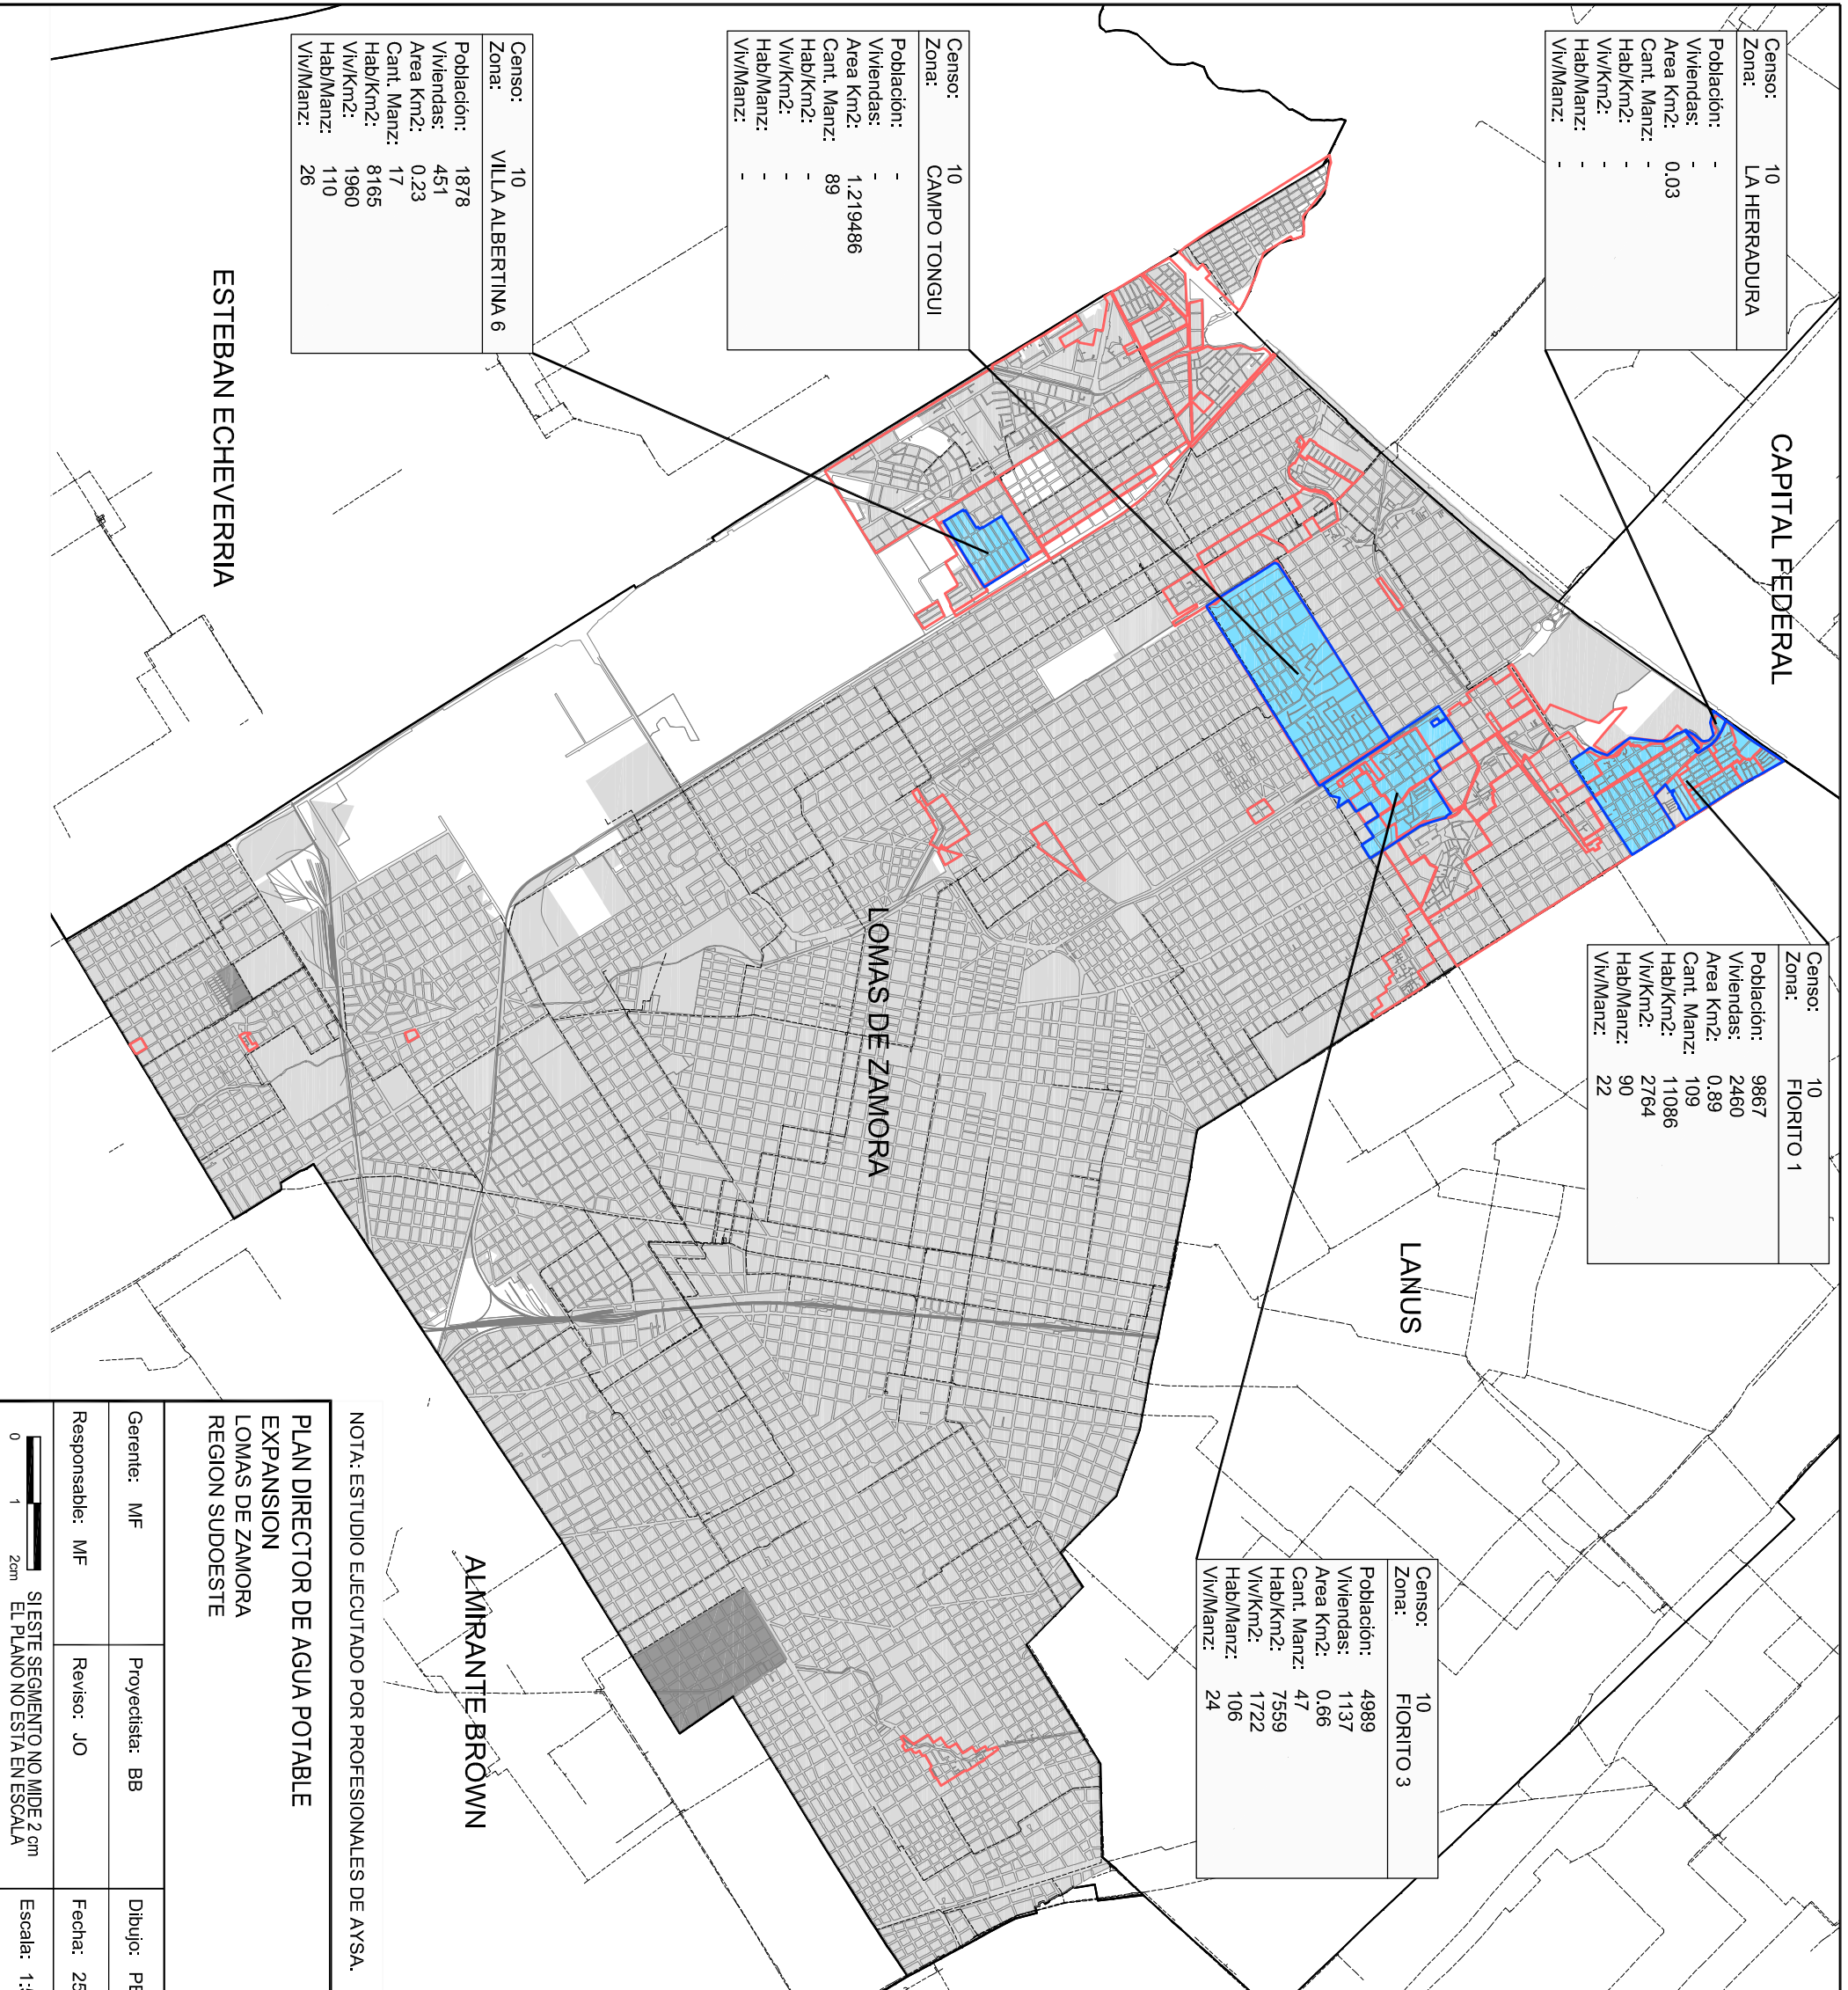 Censo: 10
Zona: LA HERRADURA
Población: -
Viviendas: -
Area Km2: 0.03
Cant. Manz: -
Hab/Km2: -
Viv/Km2: -
Hab/Manz: -
Viv/Manz: -
CAPITAL FEDERAL
Censo: 10
Zona: FIORITO 1
Población: 9867
Viviendas: 2460
Area Km2: 0.89
Cant. Manz: 109
Hab/Km2: 11086
Viv/Km2: 2764
Hab/Manz: 90
Viv/Manz: 22
Censo: 10
Zona: CAMPO TONGUI
Población: -
Viviendas: -
Area Km2: 1.219486
Cant. Manz: 89
Hab/Km2: -
Viv/Km2: -
Hab/Manz: -
Viv/Manz: -
LANUS
Censo: 10
Zona: FIORITO 3
Población: 4989
Viviendas: 1137
Area Km2: 0.66
Cant. Manz: 47
Hab/Km2: 7559
Viv/Km2: 1722
Hab/Manz: 106
Viv/Manz: 24
LOMAS DE ZAMORA
Censo: 10
Zona: VILLA ALBERTINA 6
Población: 1878
Viviendas: 451
Area Km2: 0.23
Cant. Manz: 17
Hab/Km2: 8165
Viv/Km2: 1960
Hab/Manz: 110
Viv/Manz: 26
ESTEBAN ECHEVERRIA
ALMIRANTE BROWN
NOTA: ESTUDIO EJECUTADO POR PROFESIONALES DE AYSA.
PLAN DIRECTOR DE AGUA POTABLE
EXPANSION
LOMAS DE ZAMORA
REGION SUDOESTE
Gerente: MF Proyectista: BB Dibujo:
Responsable: MF Reviso: JO Fecha: 25
0 1 2cm
SI ESTE SEGMENTO NO MIDE 2 cm
EL PLANO NO ESTA EN ESCALA
Escala: 1: